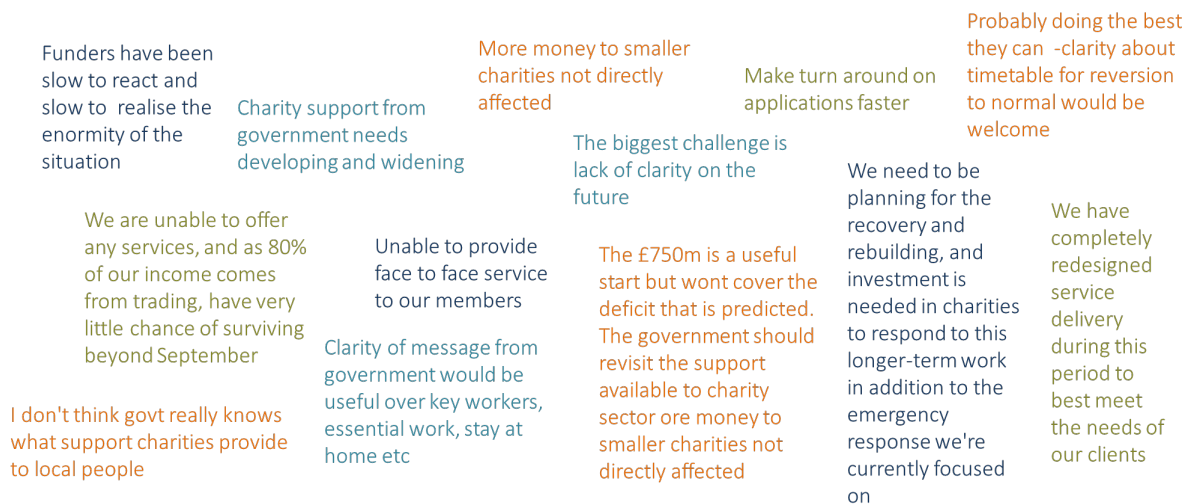 Funders have been
slow to react and
slow to  realise the
enormity of the
situation
Charity support from
government needs
developing and widening
More money to smaller
charities not directly
affected
The biggest challenge is
lack of clarity on the
future
Make turn around on
applications faster
Probably doing the best
they can  -clarity about
timetable for reversion
to normal would be
welcome
We are unable to offer
any services, and as 80%
of our income comes
from trading, have very
little chance of surviving
beyond September
Unable to provide
face to face service
to our members
The £750m is a useful
start but wont cover the
deficit that is predicted.
The government should
revisit the support
available to charity
sector ore money to
smaller charities not
directly affected
We need to be
planning for the
recovery and
rebuilding, and
investment is
needed in charities
to respond to this
longer-term work
in addition to the
emergency
response we're
currently focused
on
We have
completely
redesigned
service
delivery
during this
period to
best meet
the needs of
our clients
I don't think govt really knows
what support charities provide
to local people
Clarity of message from
government would be
useful over key workers,
essential work, stay at
home etc